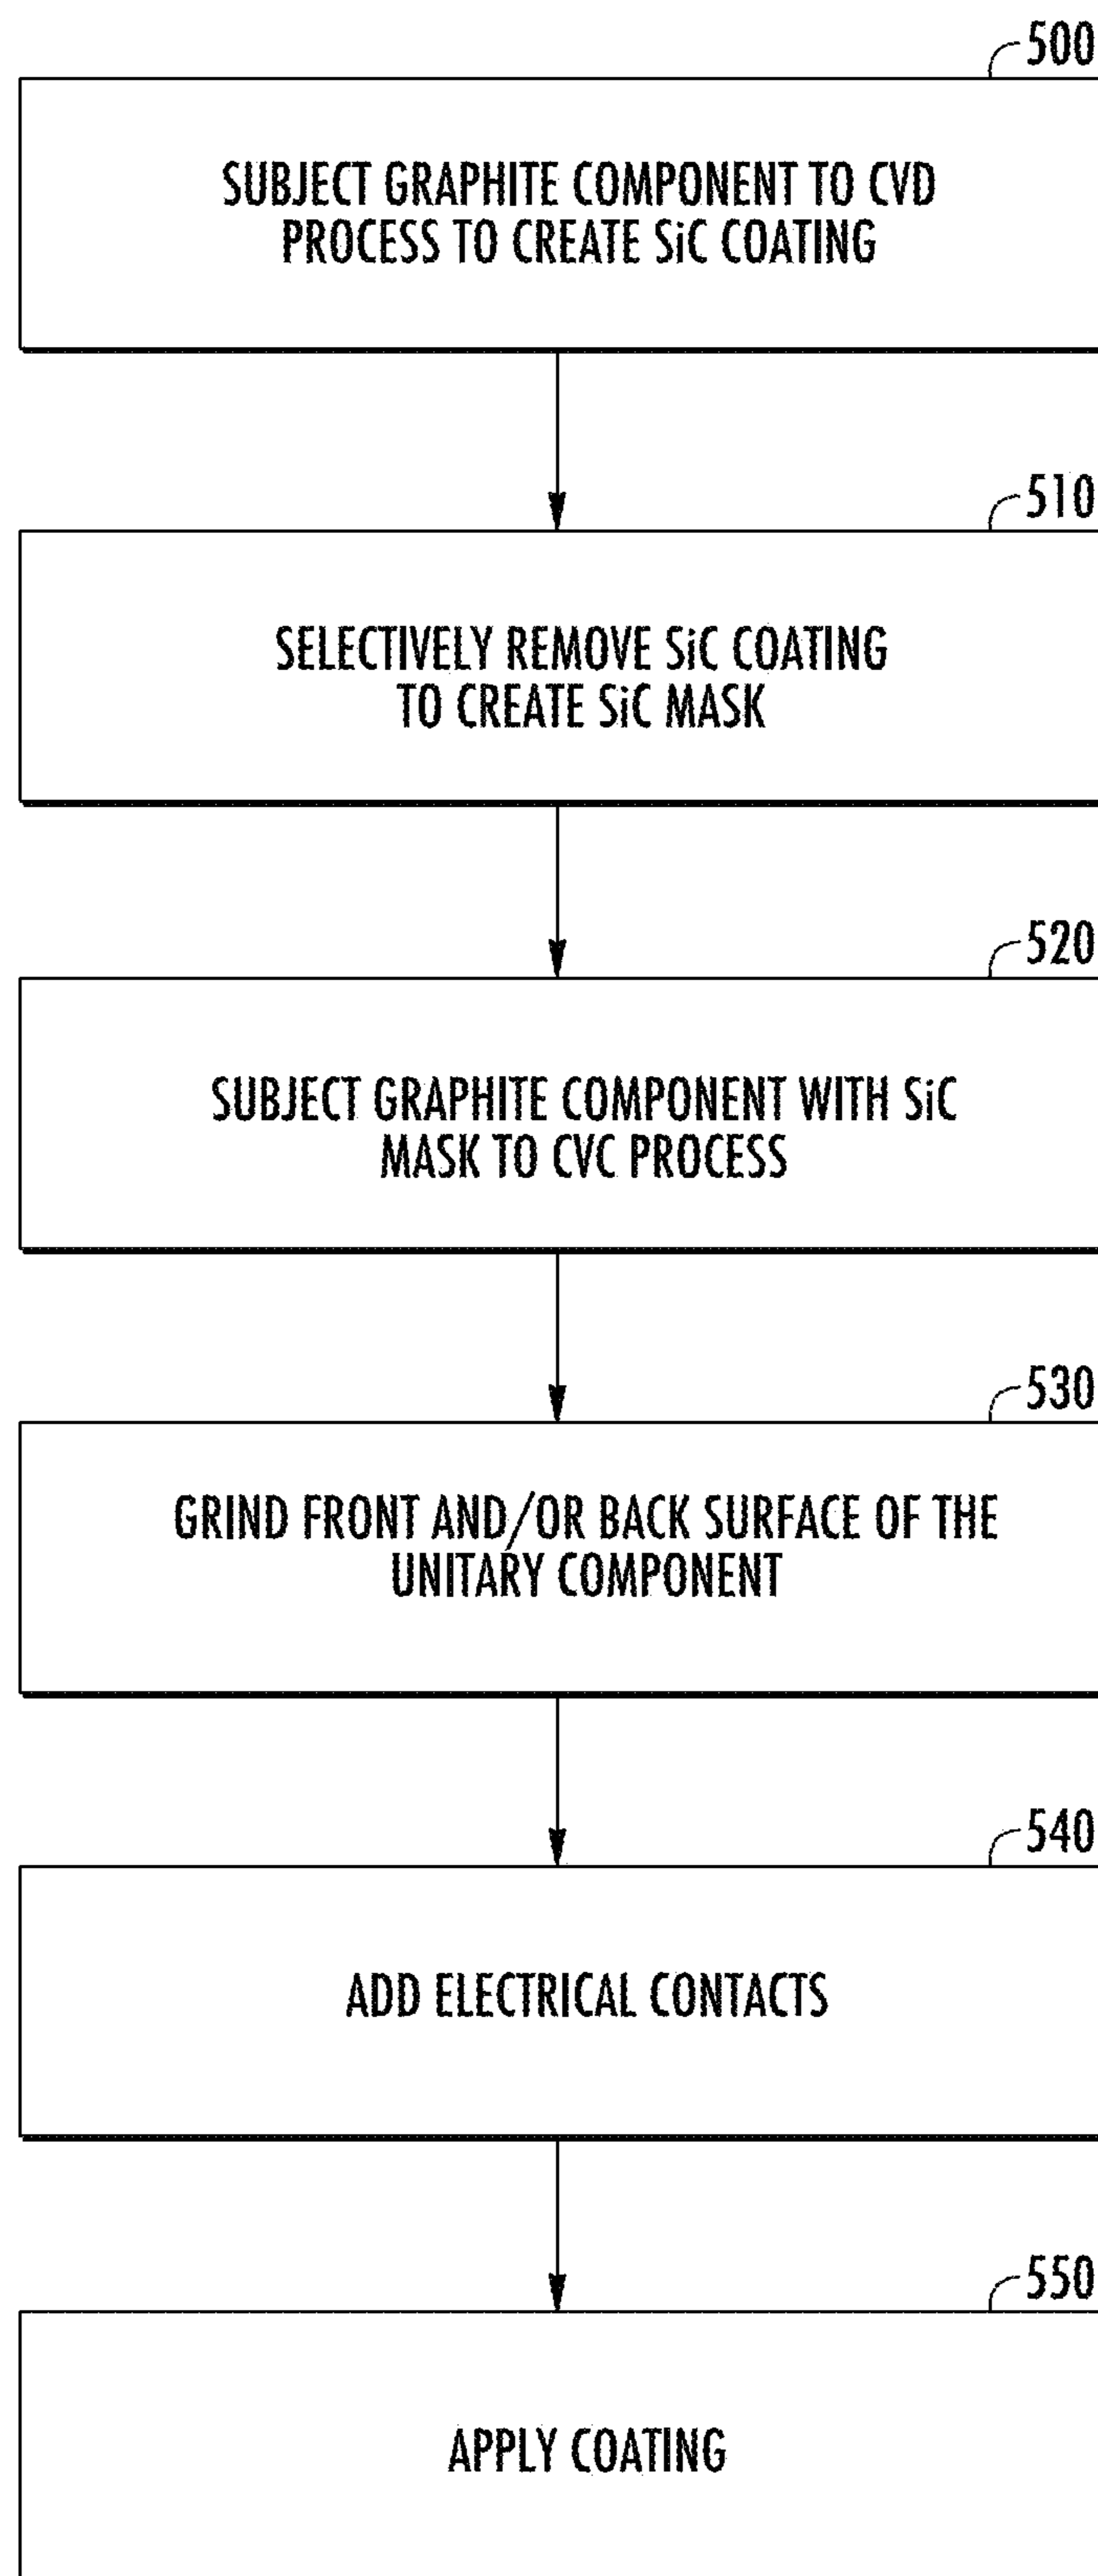 500
SUBJECT GRAPHITE COMPONENT TO CVD
PROCESS TO CREATE SiC COATING
510
SELECTIVELY REMOVE SiC COATING
TO CREATE SiC MASK
520
SUBJECT GRAPHITE COMPONENT WITH SiC
MASK TO CVC PROCESS
530
GRIND FRONT AND/OR BACK SURFACE OF THE
UNITARY COMPONENT
540
ADD ELECTRICAL CONTACTS
550
APPLY COATING